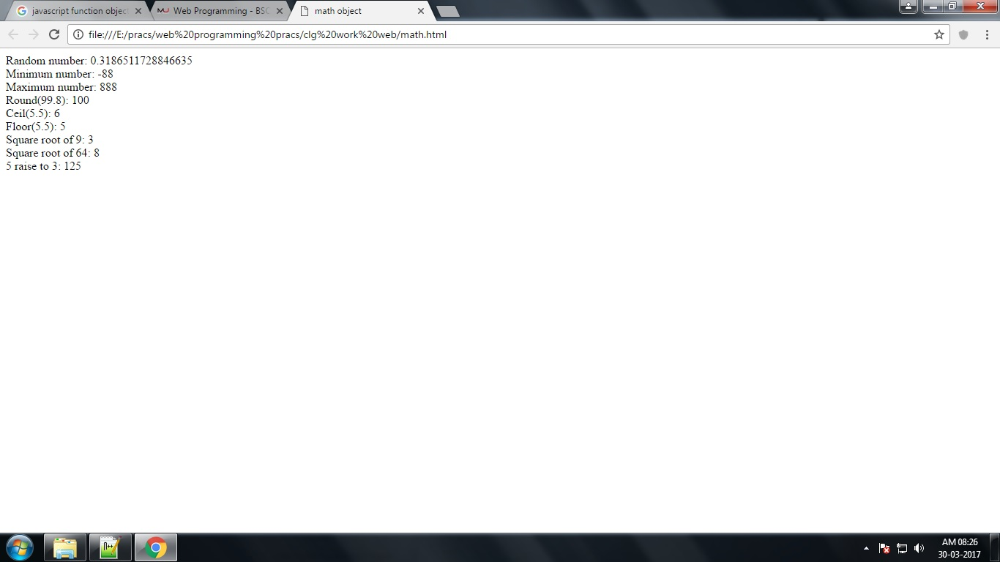 javascript function object
Web Programming - BSC
math object
file:///E:/pracs/web%20programming%20pracs/clg%20work%20web/math.html
Random number: 0.3186511728846635
Minimum number: -88
Maximum number: 888
Round(99.8): 100
Ceil(5.5): 6
Floor(5.5): 5
Square root of 9: 3
Square root of 64: 8
5 raise to 3: 125
AM 08:26
30-03-2017